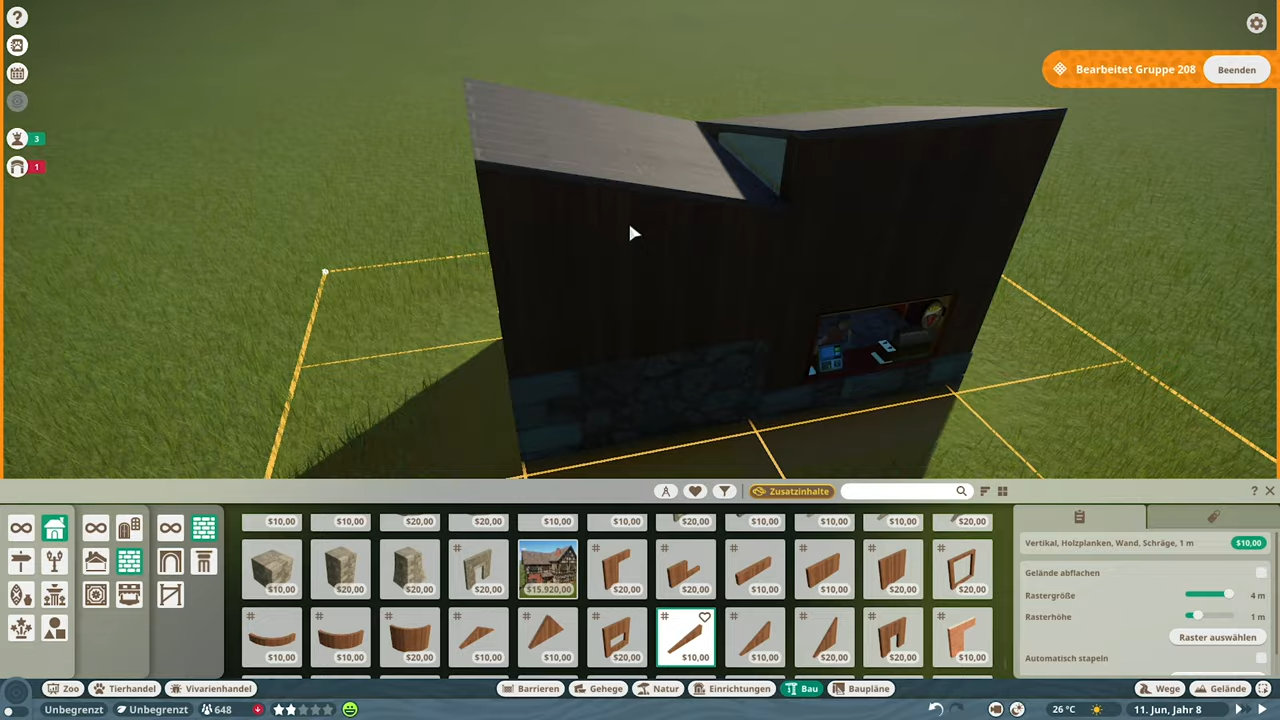 ?
Bearbeitet Gruppe 208
Beenden
3
1
Zusatzinhalte
?
$10,00 $10,00 $10,00 $10,00 $10,00 $10,00 $20,00 $10,00 $10,00 $20,00 $20,00
Vertikal, Holzplanken, Wand, Schräge, 1 m $10,00
$10,00 $20,00 $20,00 $20,00 $15.920,00 $20,00 $20,00 $10,00 $10,00 $20,00 $20,00
Gelände abflachen
Rastergröße 4 m
Rasterhöhe 1 m
Raster auswählen
$10,00 $10,00 $20,00 $10,00 $10,00 $20,00 $10,00 $10,00 $20,00 $20,00 $10,00
Automatisch stapeln
Zoo Tierhandel Vivarienhandel Barrieren Gehege Natur Einrichtungen Bau Baupläne Wege Gelände
Unbegrenzt Unbegrenzt 648 26 °C 11. Jun, Jahr 8